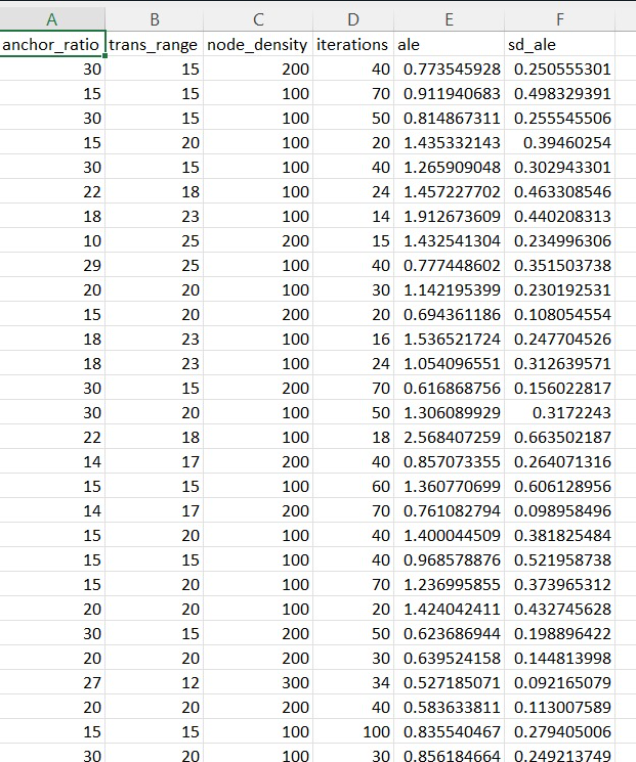 A B C D E F
anchor_ratio trans_range node_density iterations ale sd_ale
30 15 200 40 0.773545928 0.250555301
15 15 100 70 0.911940683 0.498329391
30 15 100 50 0.814867311 0.255545506
15 20 100 20 1.435332143 0.39460254
30 15 100 40 1.265909048 0.302943301
22 18 100 24 1.457227702 0.463308546
18 23 100 14 1.912673609 0.440208313
10 25 200 15 1.432541304 0.234996306
29 25 100 40 0.777448602 0.351503738
20 20 100 30 1.142195399 0.230192531
15 20 200 20 0.694361186 0.108054554
18 23 100 16 1.536521724 0.247704526
18 23 100 24 1.054096551 0.312639571
30 15 200 70 0.616868756 0.156022817
30 20 100 50 1.306089929 0.3172243
22 18 100 18 2.568407259 0.663502187
14 17 200 40 0.857073355 0.264071316
15 15 100 60 1.360770699 0.606128956
14 17 200 70 0.761082794 0.098958496
15 20 100 40 1.400044509 0.381825484
15 15 100 40 0.968578876 0.521958738
15 20 100 70 1.236995855 0.373965312
20 20 100 20 1.424042411 0.432745628
30 15 200 50 0.623686944 0.198896422
20 20 200 30 0.639524158 0.144813998
27 12 300 34 0.527185071 0.092165079
20 20 200 40 0.583633811 0.113007589
15 15 100 100 0.835540467 0.279405006
30 20 100 30 0.856184664 0.249213749